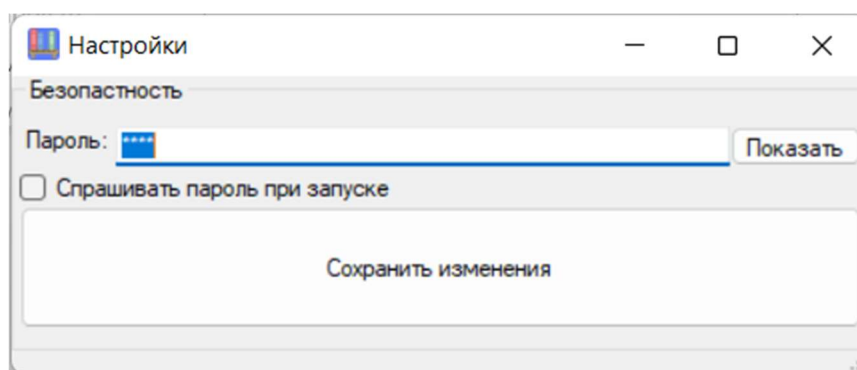 Настройки
Безопастность
Пароль: **** Показать
Спрашивать пароль при запуске
Сохранить изменения